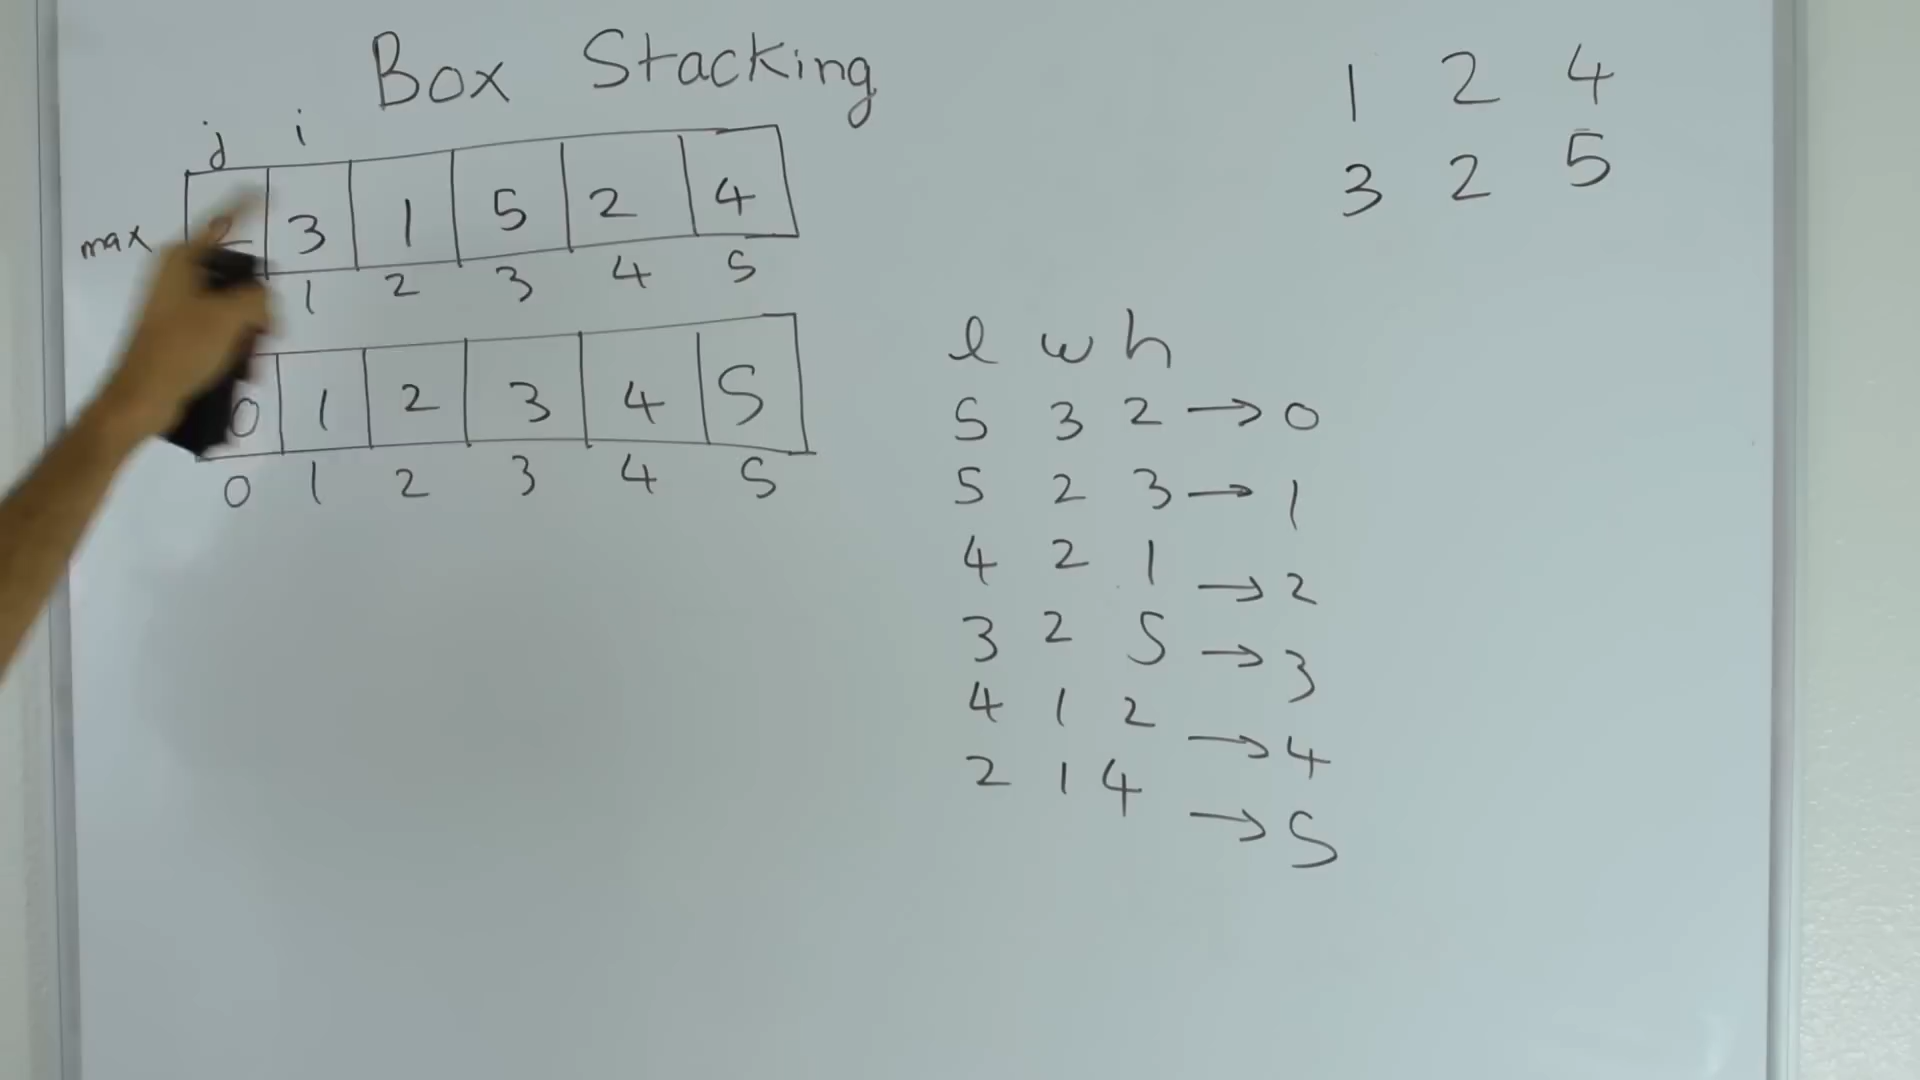 Box Stacking
j i
max 2 3 1 5 2 4
1 2 3 4 5
0 1 2 3 4 5
0 1 2 3 4 5
1 2 4
3 2 5
l w h
5 3 2 → 0
5 2 3 → 1
4 2 1 → 2
3 2 5 → 3
4 1 2 → 4
2 1 4 → 5